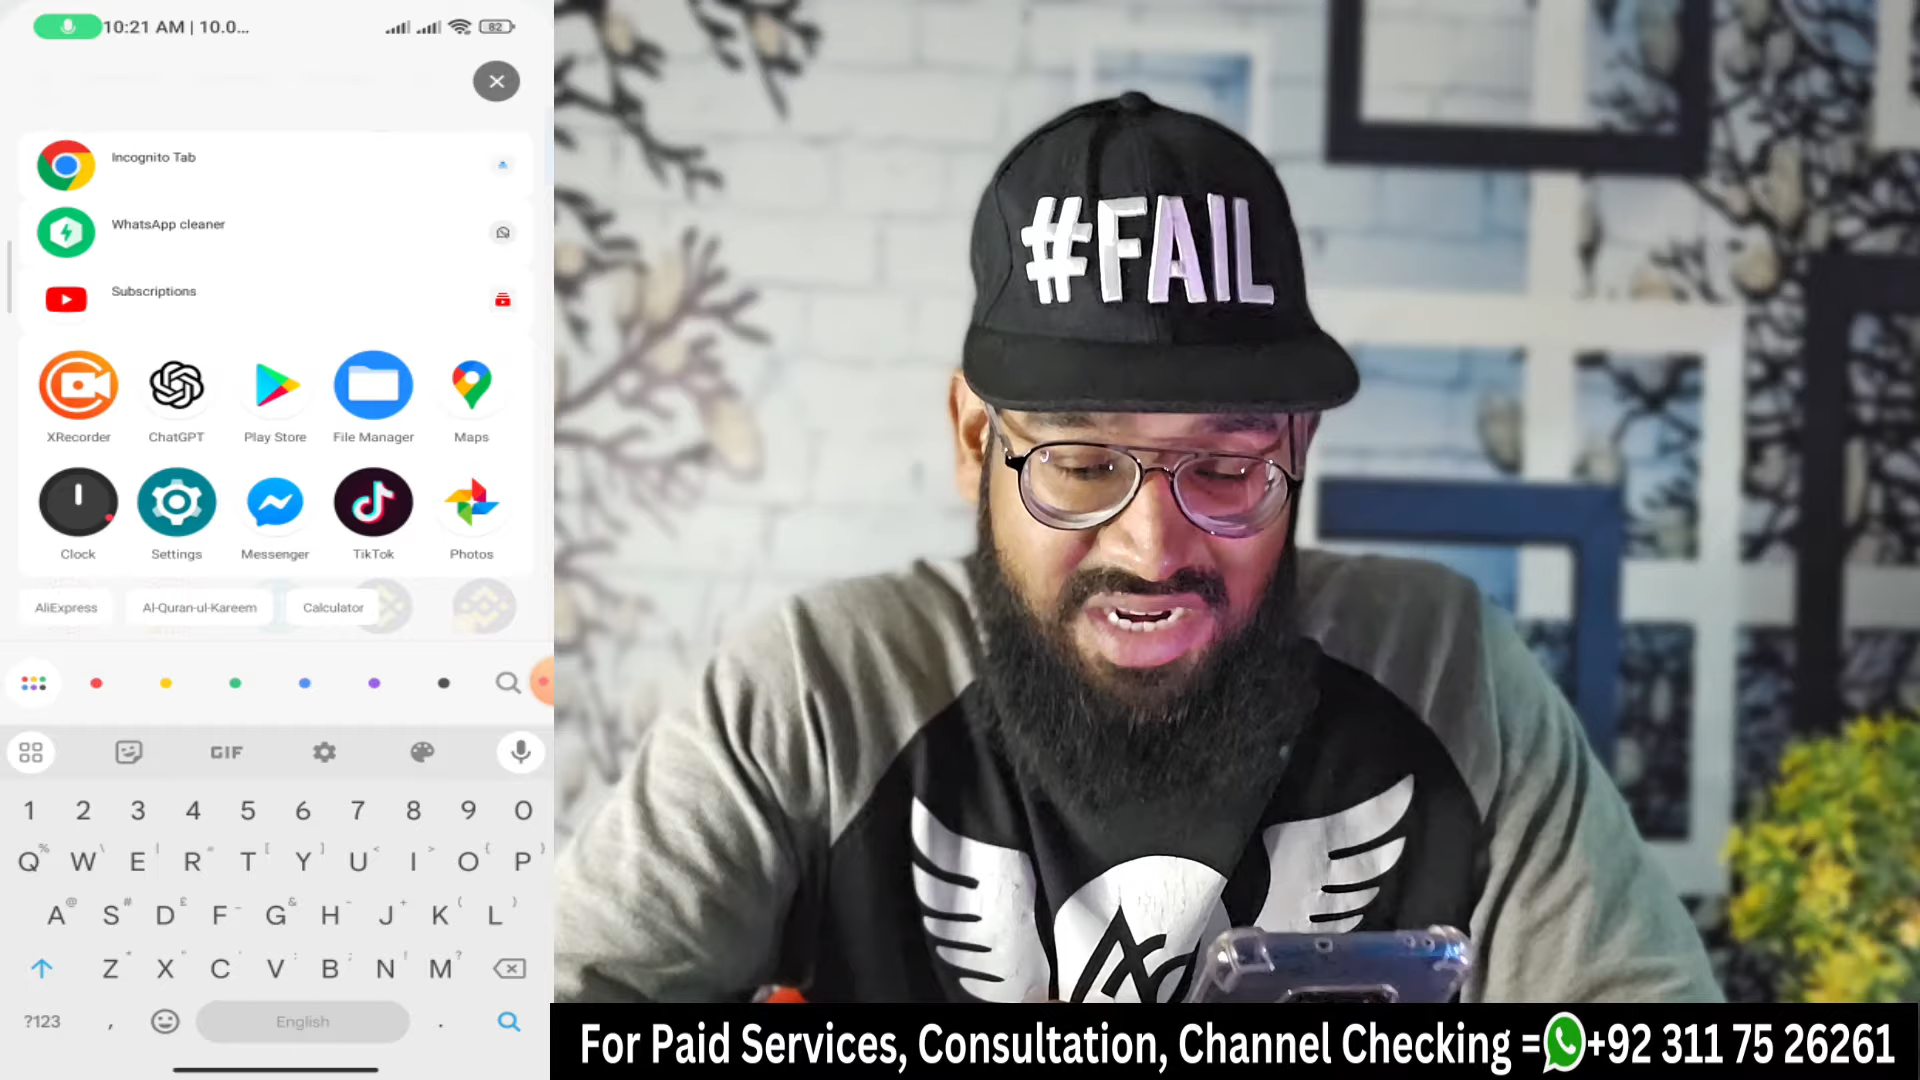 10:21 AM | 10.0...
82
Incognito Tab
WhatsApp cleaner
Subscriptions
XRecorder ChatGPT Play Store File Manager Maps
Clock Settings Messenger TikTok Photos
AliExpress Al-Quran-ul-Kareem Calculator
GIF
1 2 3 4 5 6 7 8 9 0
Q W E R T Y U I O P
A S D F G H J K L
Z X C V B N M
?123 , English .
#FAIL
For Paid Services, Consultation, Channel Checking = +92 311 75 26261